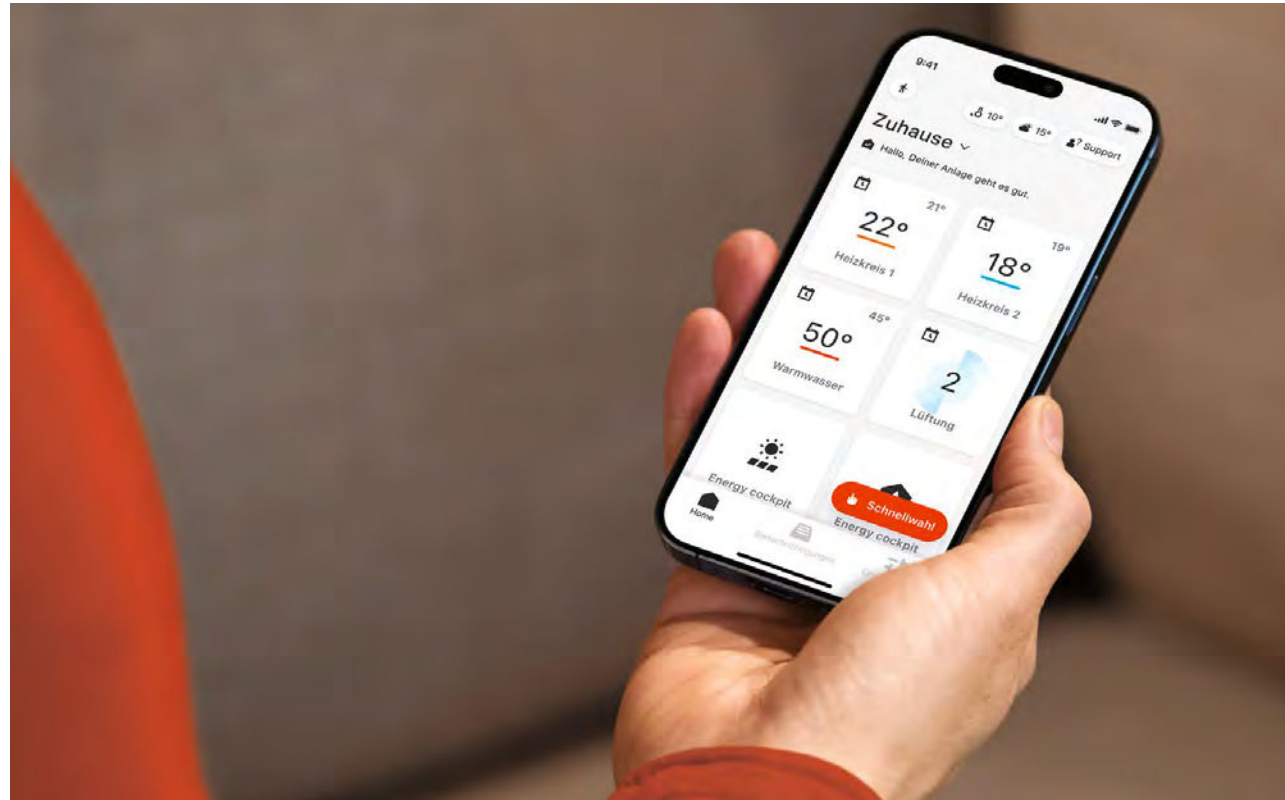 9:41
10° 15° Support
Zuhause
Hallo, Deiner Anlage geht es gut.
21°
22°
Heizkreis 1
19°
18°
Heizkreis 2
45°
50°
Warmwasser
2
Lüftung
Energy cockpit
Energy cockpit
Schnellwahl
Home
Benachrichtigungen